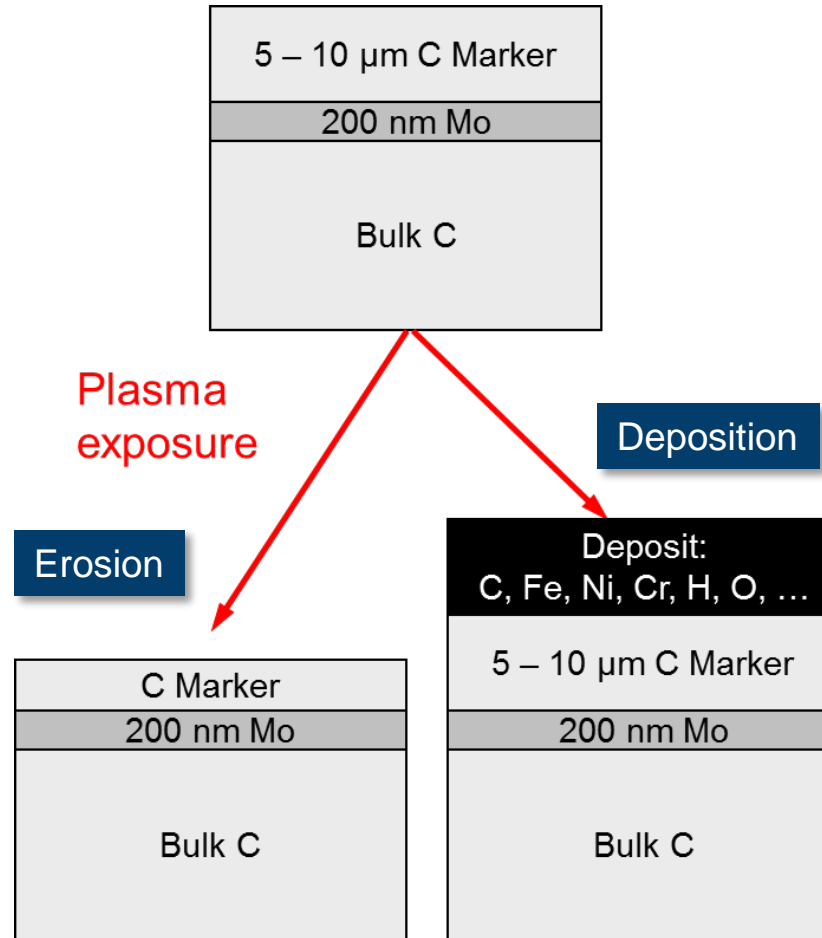 5 – 10 µm C Marker
200 nm Mo
Bulk C
Plasma
exposure
Deposition
Erosion
Deposit:
C, Fe, Ni, Cr, H, O, …
C Marker
200 nm Mo
Bulk C
5 – 10 µm C Marker
200 nm Mo
Bulk C